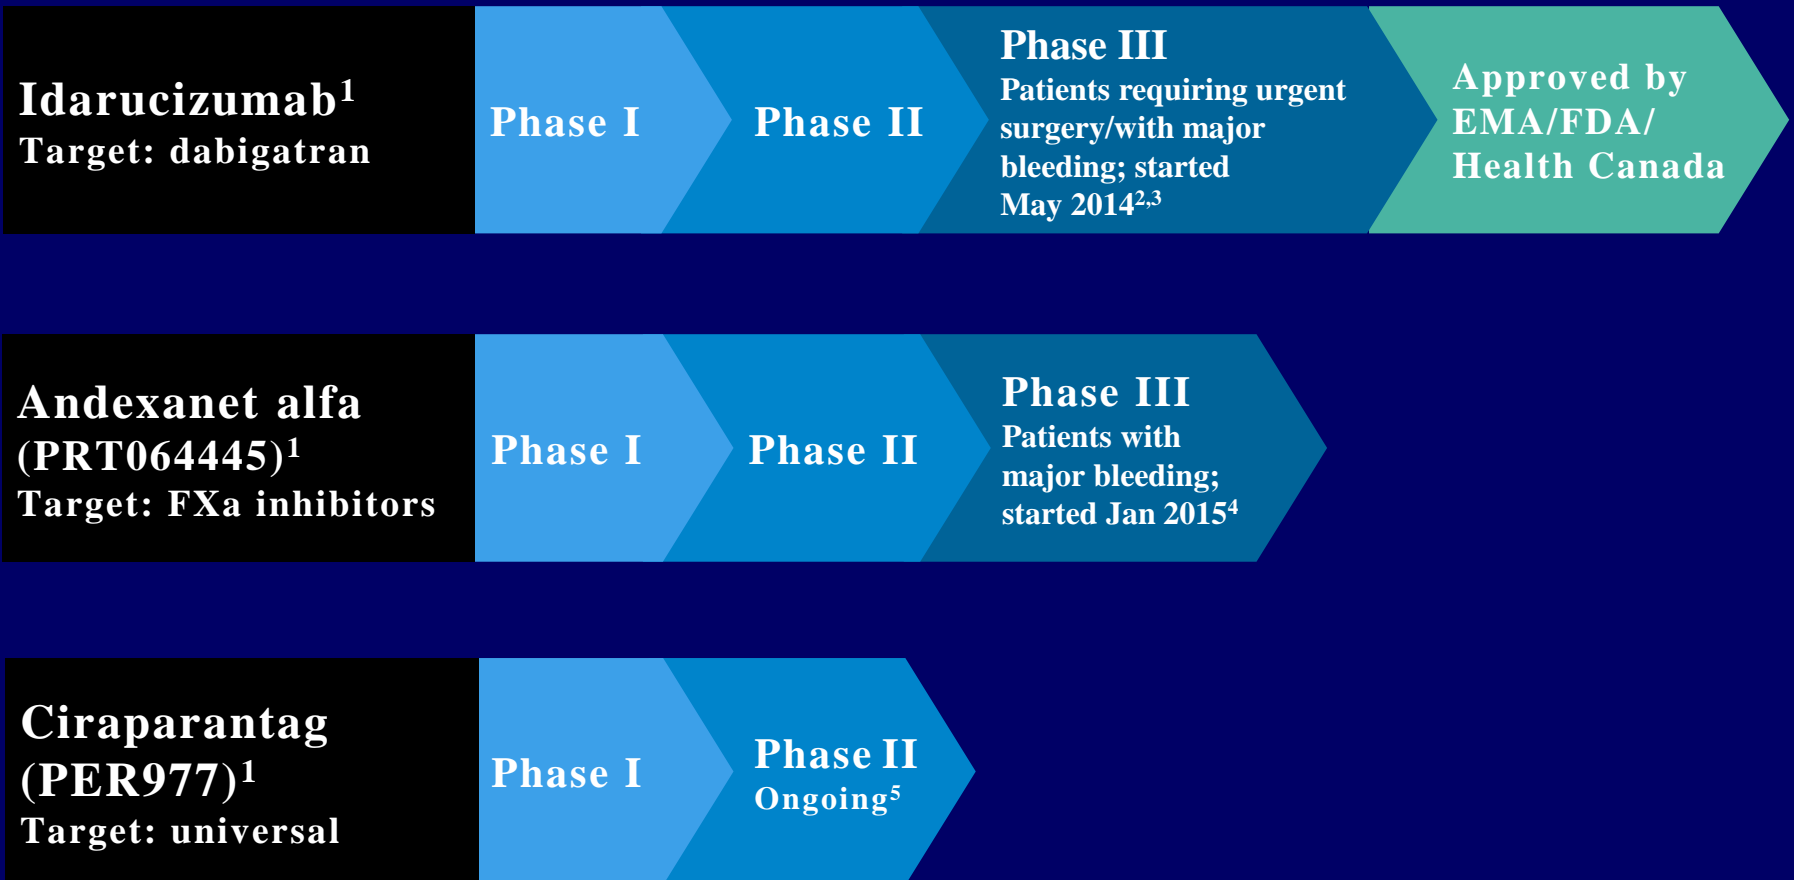 Idarucizumab¹
Target: dabigatran
Phase I
Phase II
Phase III
Patients requiring urgent
surgery/with major
bleeding; started
May 2014²,³
Approved by
EMA/FDA/
Health Canada
Andexanet alfa
(PRT064445)¹
Target: FXa inhibitors
Phase I
Phase II
Phase III
Patients with
major bleeding;
started Jan 2015⁴
Ciraparantag
(PER977)¹
Target: universal
Phase I
Phase II
Ongoing⁵